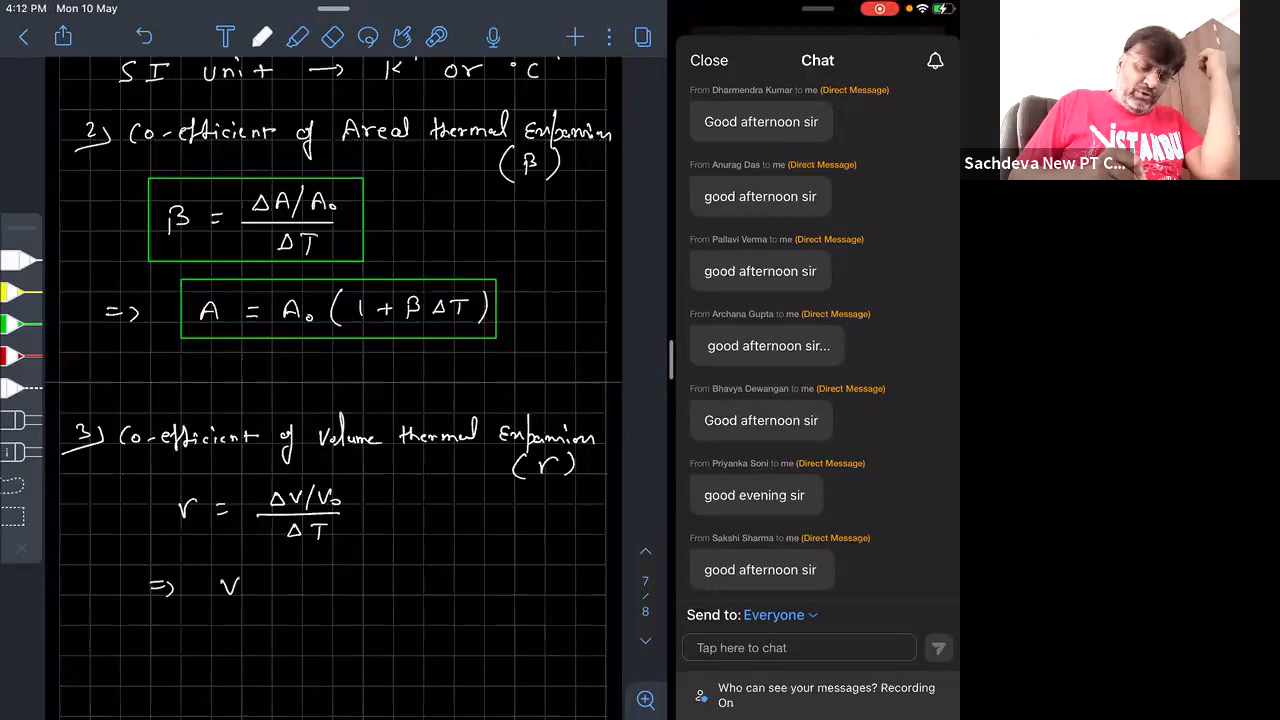 4:12 PM Mon 10 May
SI unit → K⁻¹ or °C⁻¹
2) Co-efficient of Areal thermal Expansion
(β)
β = ΔA/A₀
ΔT
=> A = A₀ (1 + β ΔT)
3) Co-efficient of Volume thermal Expansion
(γ)
γ = ΔV/V₀
ΔT
=> V
7
/
8
Close
Chat
From Dharmendra Kumar to me (Direct Message)
Good afternoon sir
From Anurag Das to me (Direct Message)
good afternoon sir
From Pallavi Verma to me (Direct Message)
good afternoon sir
From Archana Gupta to me (Direct Message)
good afternoon sir...
From Bhavya Dewangan to me (Direct Message)
Good afternoon sir
From Priyanka Soni to me (Direct Message)
good evening sir
From Sakshi Sharma to me (Direct Message)
good afternoon sir
Send to: Everyone
Tap here to chat
Who can see your messages? Recording
On
İSTANBU
Sachdeva New PT C...